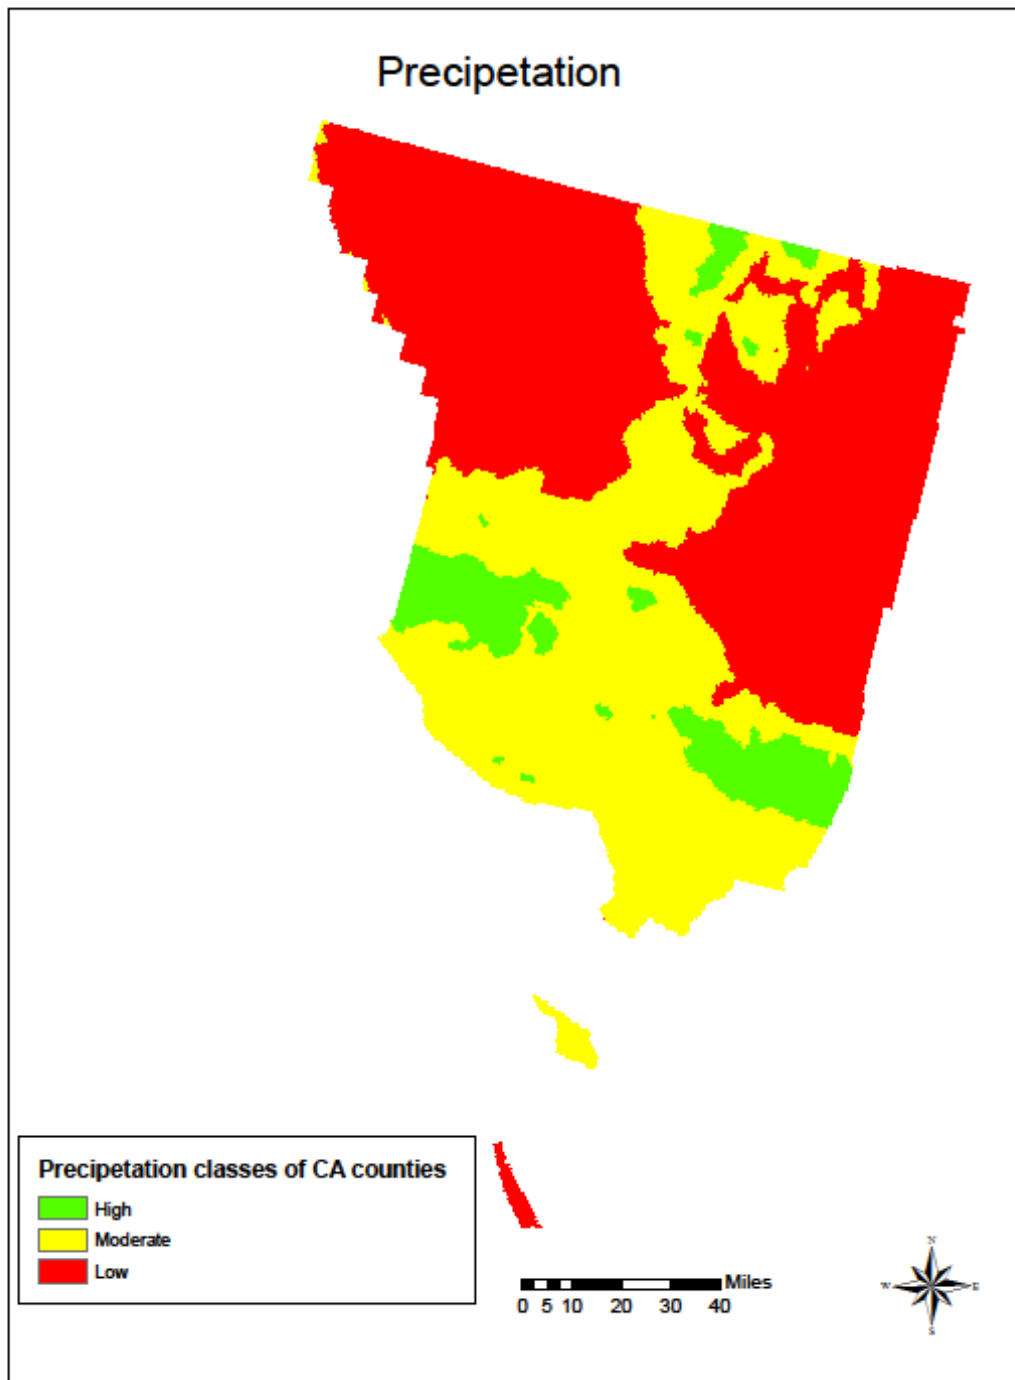 Precipetation
Precipetation classes of CA counties
High
Moderate
Low
Miles
0 5 10 20 30 40
N
W E
S